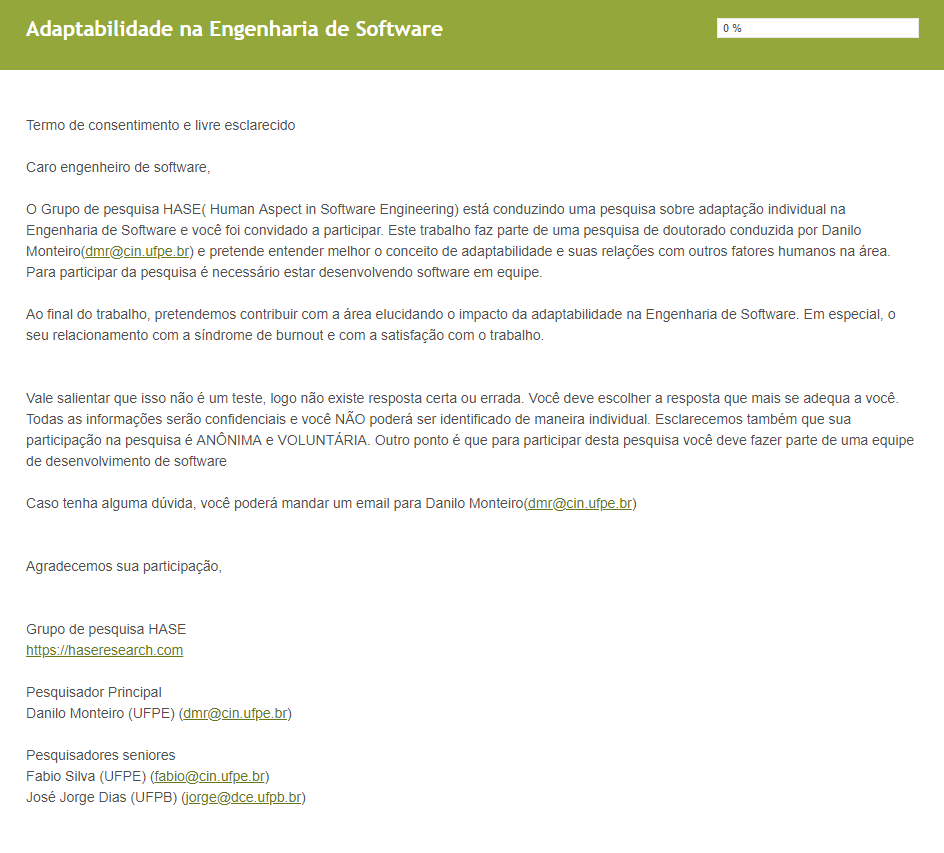 Adaptabilidade na Engenharia de Software
0 %
Termo de consentimento e livre esclarecido
Caro engenheiro de software,
O Grupo de pesquisa HASE( Human Aspect in Software Engineering) está conduzindo uma pesquisa sobre adaptação individual na
Engenharia de Software e você foi convidado a participar. Este trabalho faz parte de uma pesquisa de doutorado conduzida por Danilo
Monteiro(dmr@cin.ufpe.br) e pretende entender melhor o conceito de adaptabilidade e suas relações com outros fatores humanos na área.
Para participar da pesquisa é necessário estar desenvolvendo software em equipe.
Ao final do trabalho, pretendemos contribuir com a área elucidando o impacto da adaptabilidade na Engenharia de Software. Em especial, o
seu relacionamento com a síndrome de burnout e com a satisfação com o trabalho.
Vale salientar que isso não é um teste, logo não existe resposta certa ou errada. Você deve escolher a resposta que mais se adequa a você.
Todas as informações serão confidenciais e você NÃO poderá ser identificado de maneira individual. Esclarecemos também que sua
participação na pesquisa é ANÔNIMA e VOLUNTÁRIA. Outro ponto é que para participar desta pesquisa você deve fazer parte de uma equipe
de desenvolvimento de software
Caso tenha alguma dúvida, você poderá mandar um email para Danilo Monteiro(dmr@cin.ufpe.br)
Agradecemos sua participação,
Grupo de pesquisa HASE
https://haseresearch.com
Pesquisador Principal
Danilo Monteiro (UFPE) (dmr@cin.ufpe.br)
Pesquisadores seniores
Fabio Silva (UFPE) (fabio@cin.ufpe.br)
José Jorge Dias (UFPB) (jorge@dce.ufpb.br)